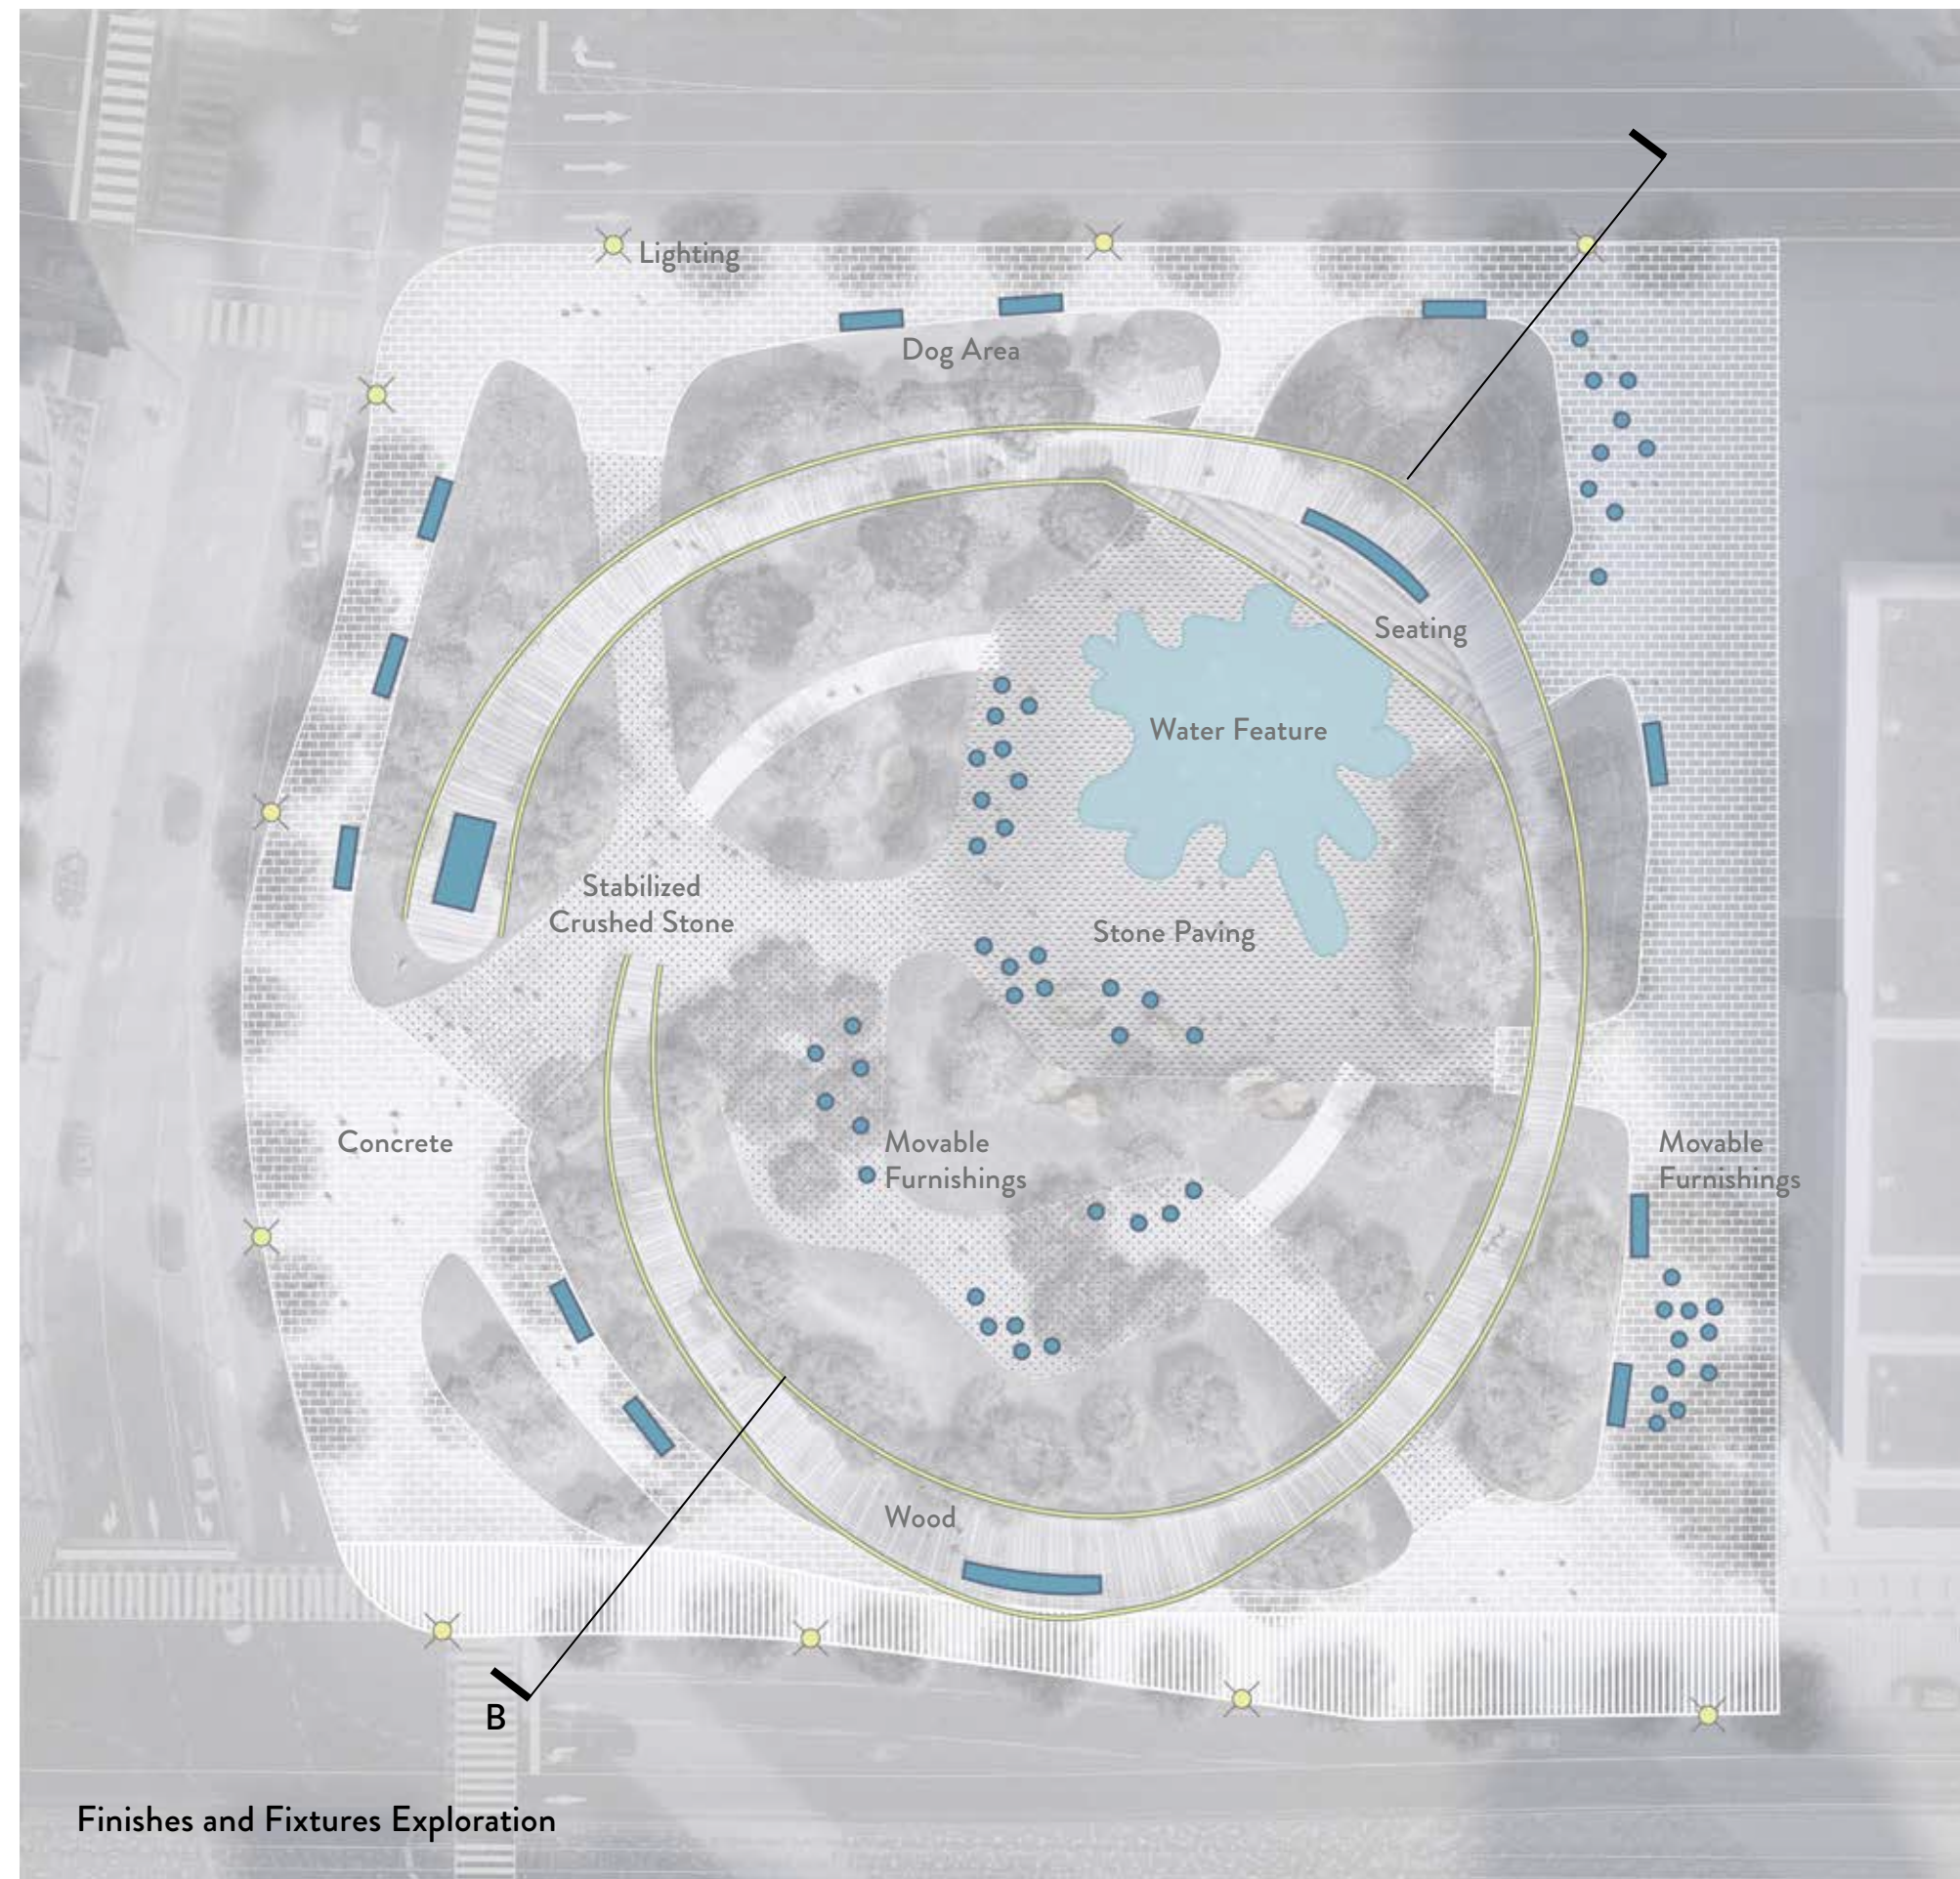 Lighting
Dog Area
Seating
Water Feature
Stabilized
Crushed Stone
Stone Paving
Concrete
Movable
Furnishings
Movable
Furnishings
Wood
B
Finishes and Fixtures Exploration